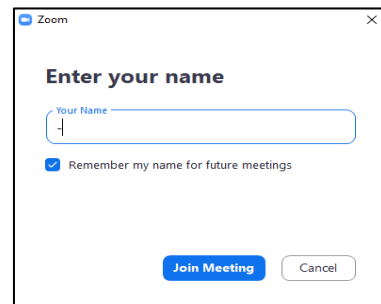 Zoom
Enter your name
Your Name
-
Remember my name for future meetings
Join Meeting
Cancel